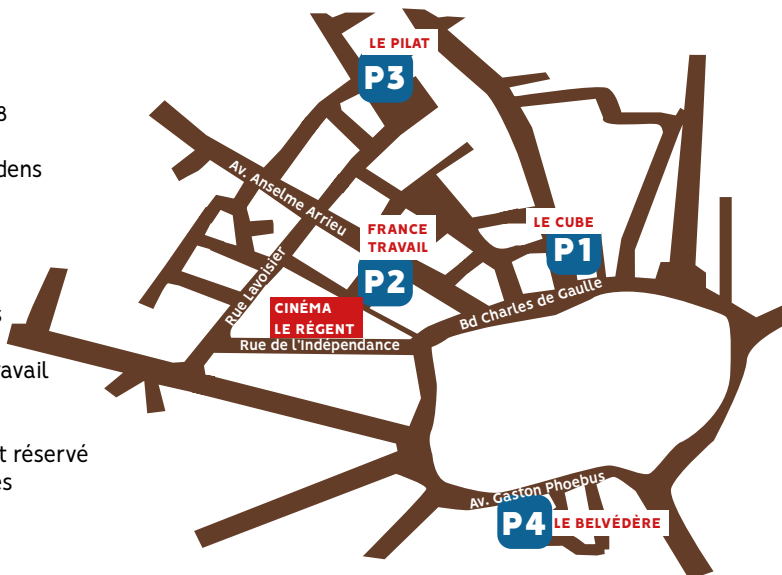 8
dens
s
avail
t réservé
es
LE PILAT
P3
Av. Anselme Arrieu
FRANCE
TRAVAIL
P2
LE CUBE
P1
Rue Lavoisier
CINÉMA
LE RÉGENT
Rue de l'Indépendance
Bd Charles de Gaulle
Av. Gaston Phoebus
P4
LE BELVÉDÈRE